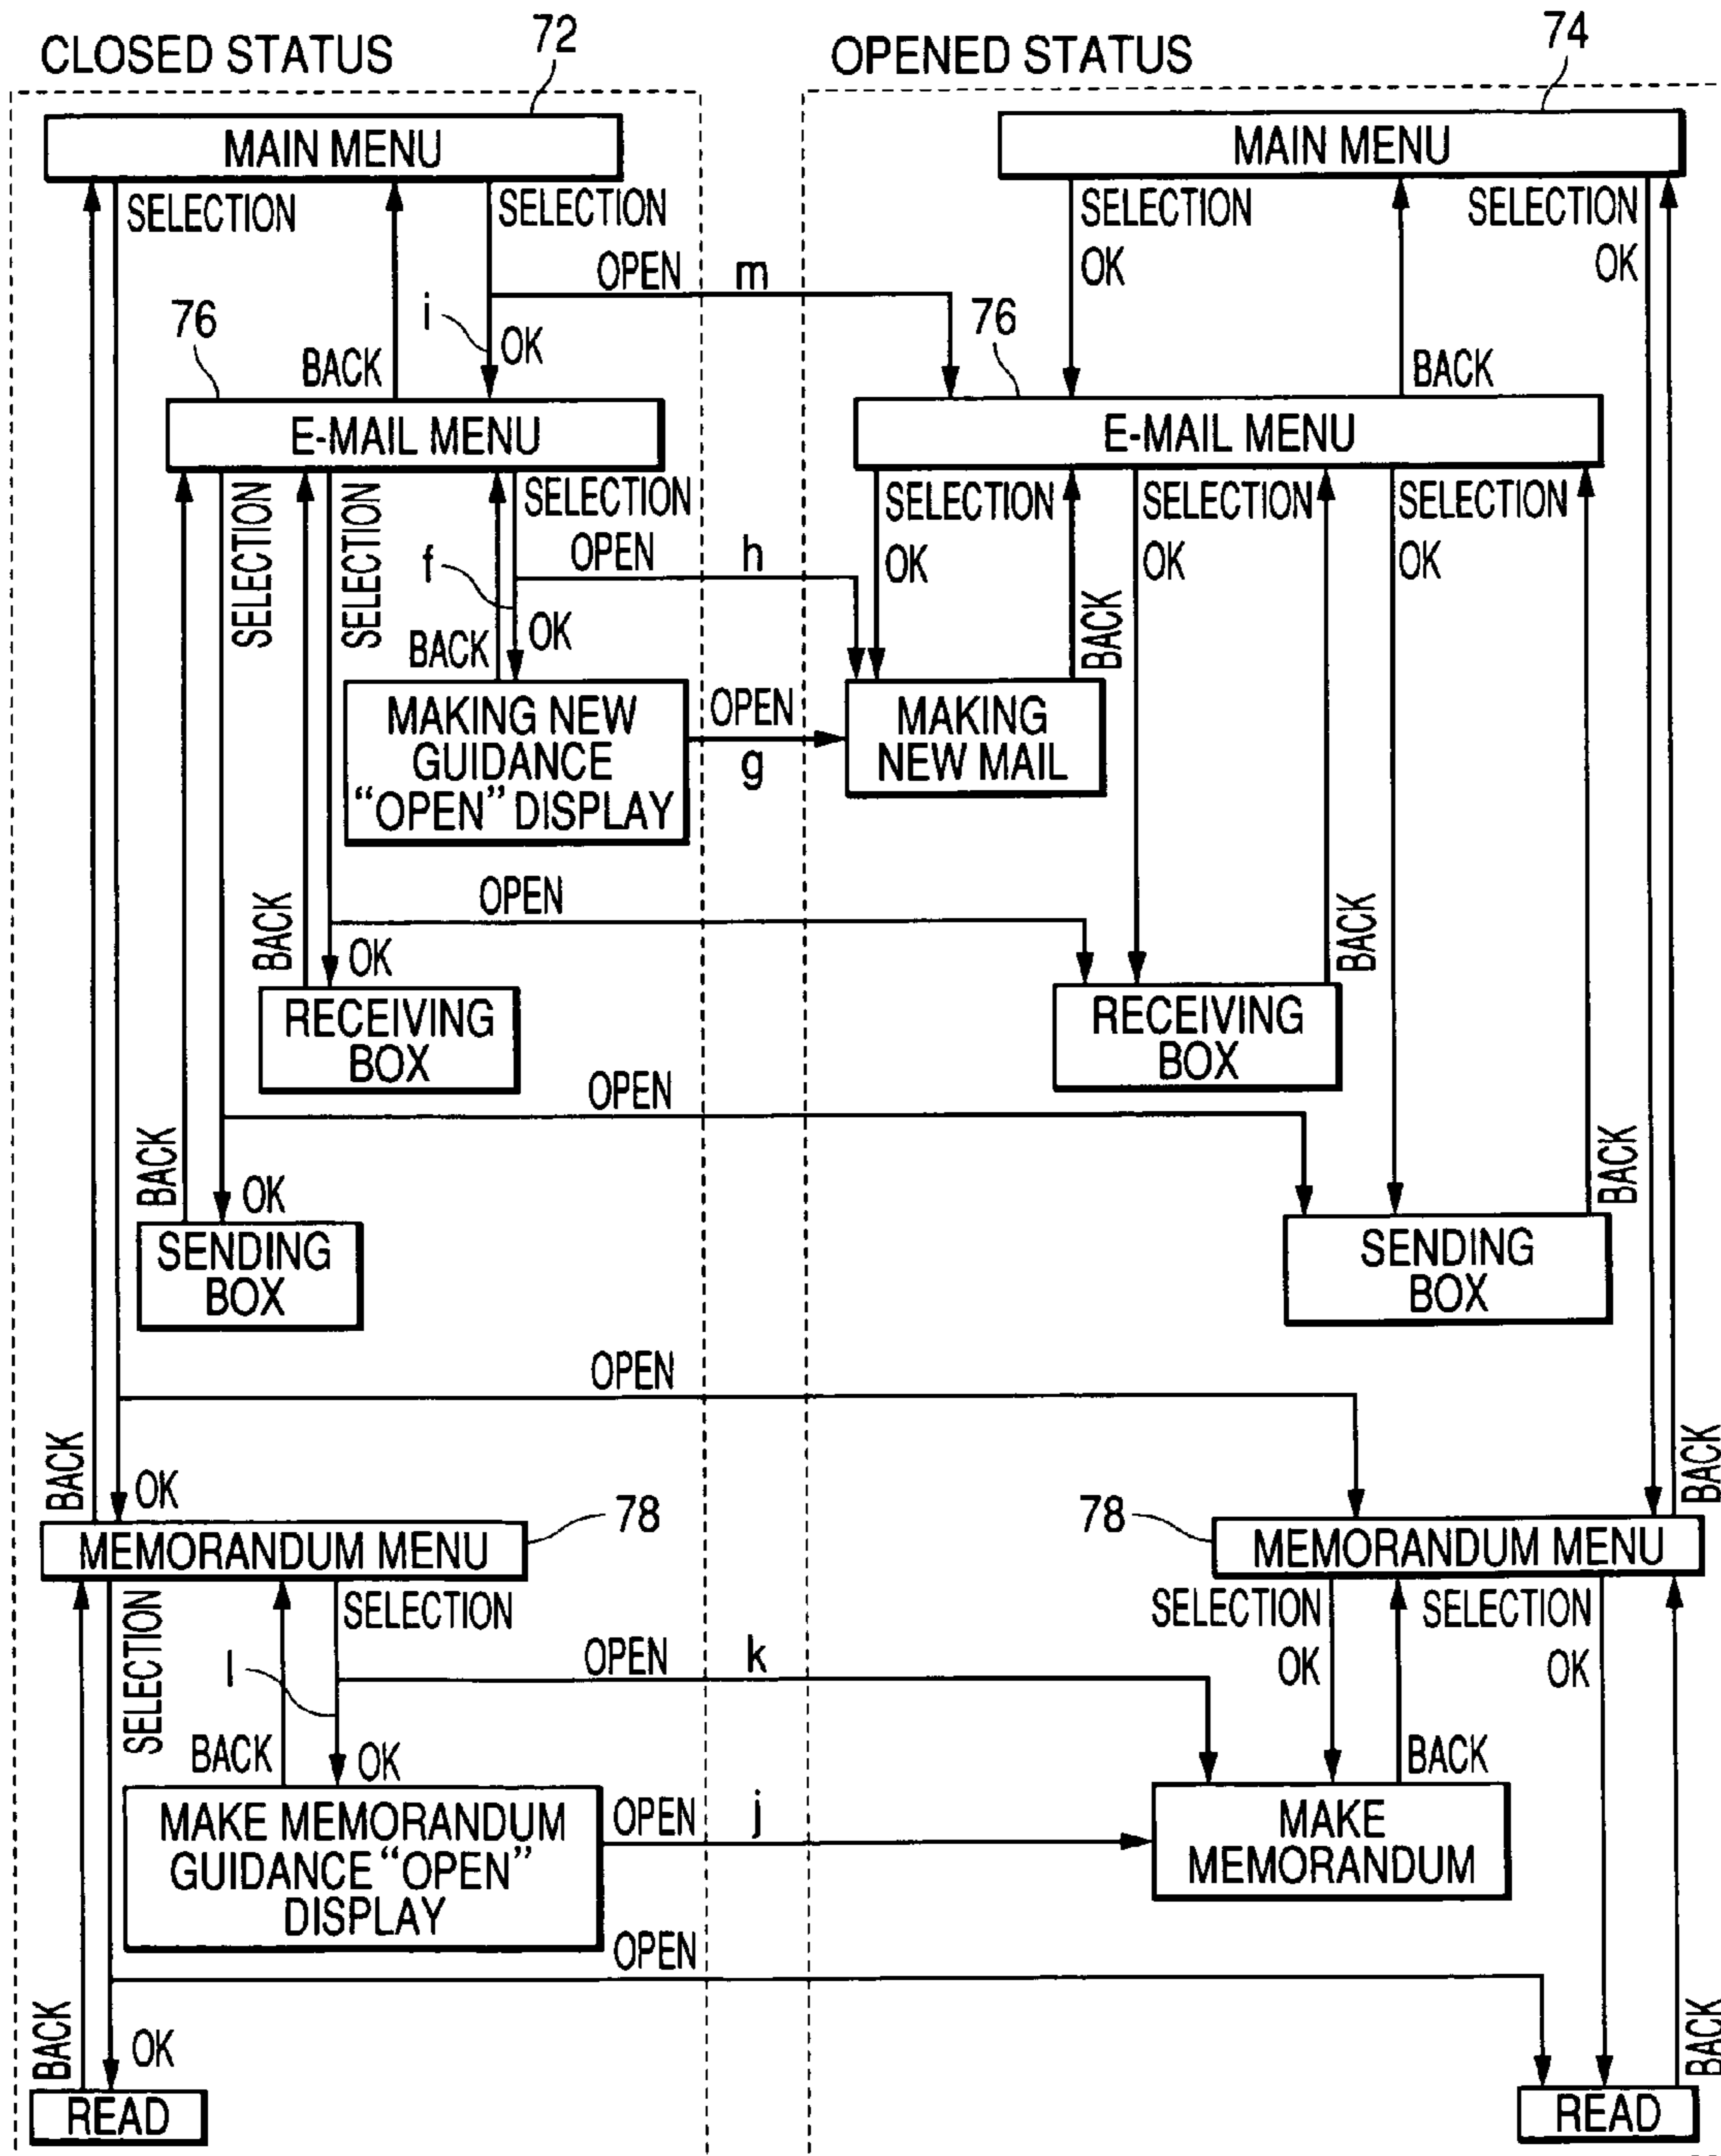 CLOSED STATUS
72
OPENED STATUS
74
MAIN MENU
MAIN MENU
SELECTION
SELECTION
SELECTION
OK
SELECTION
OK
OPEN
m
i
OK
76
BACK
76
BACK
E-MAIL MENU
E-MAIL MENU
SELECTION
SELECTION
SELECTION
OPEN
h
f
OK
BACK
SELECTION
OK
SELECTION
OK
SELECTION
OK
BACK
MAKING NEW
GUIDANCE
“OPEN” DISPLAY
OPEN
g
MAKING
NEW MAIL
OPEN
BACK
OK
BACK
RECEIVING
BOX
RECEIVING
BOX
OPEN
BACK
OK
BACK
SENDING
BOX
SENDING
BOX
OPEN
BACK
OK
BACK
MEMORANDUM MENU
78
78
MEMORANDUM MENU
SELECTION
SELECTION
SELECTION
OK
SELECTION
OK
OPEN
k
l
BACK
OK
BACK
MAKE MEMORANDUM
GUIDANCE “OPEN”
DISPLAY
OPEN
j
MAKE
MEMORANDUM
OPEN
BACK
OK
BACK
READ
READ